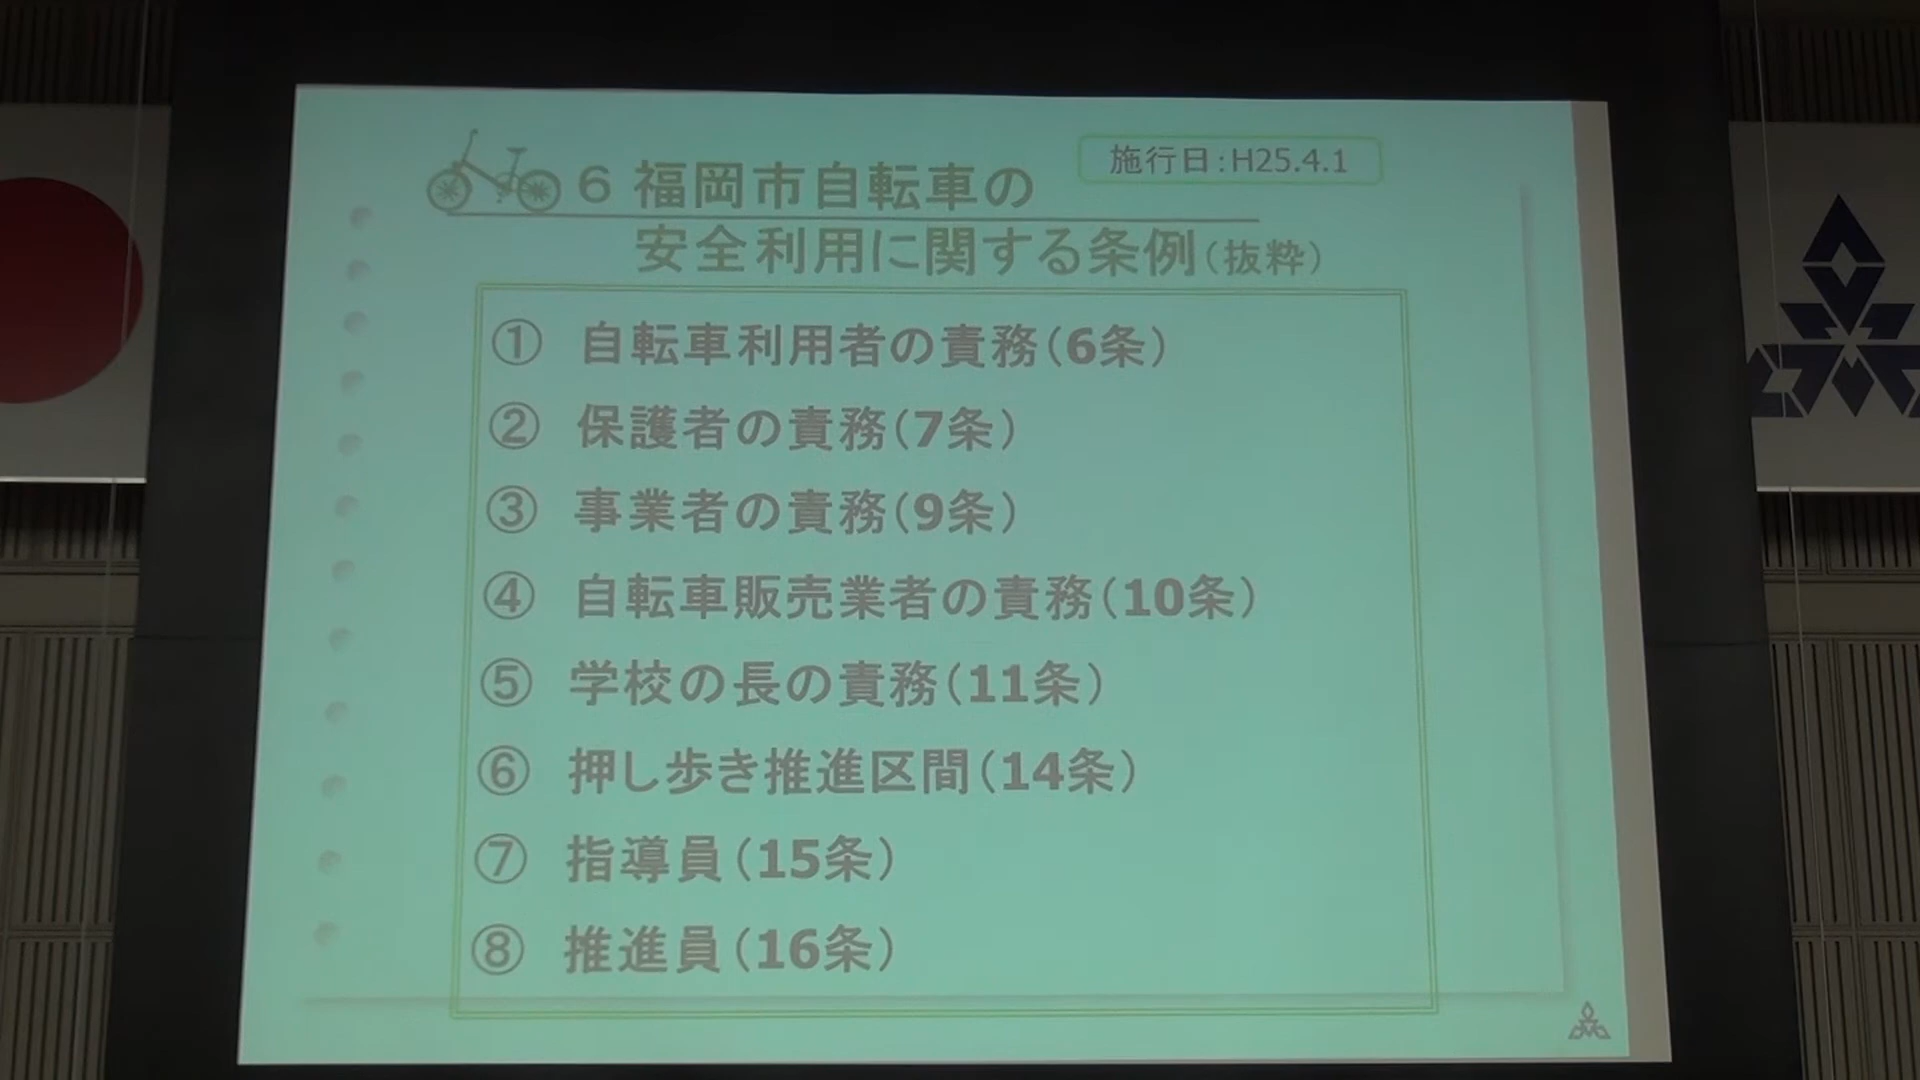 施行日：H25.4.1
６ 福岡市自転車の
安全利用に関する条例（抜粋）
① 自転車利用者の責務（6条）
② 保護者の責務（7条）
③ 事業者の責務（9条）
④ 自転車販売業者の責務（10条）
⑤ 学校の長の責務（11条）
⑥ 押し歩き推進区間（14条）
⑦ 指導員（15条）
⑧ 推進員（16条）